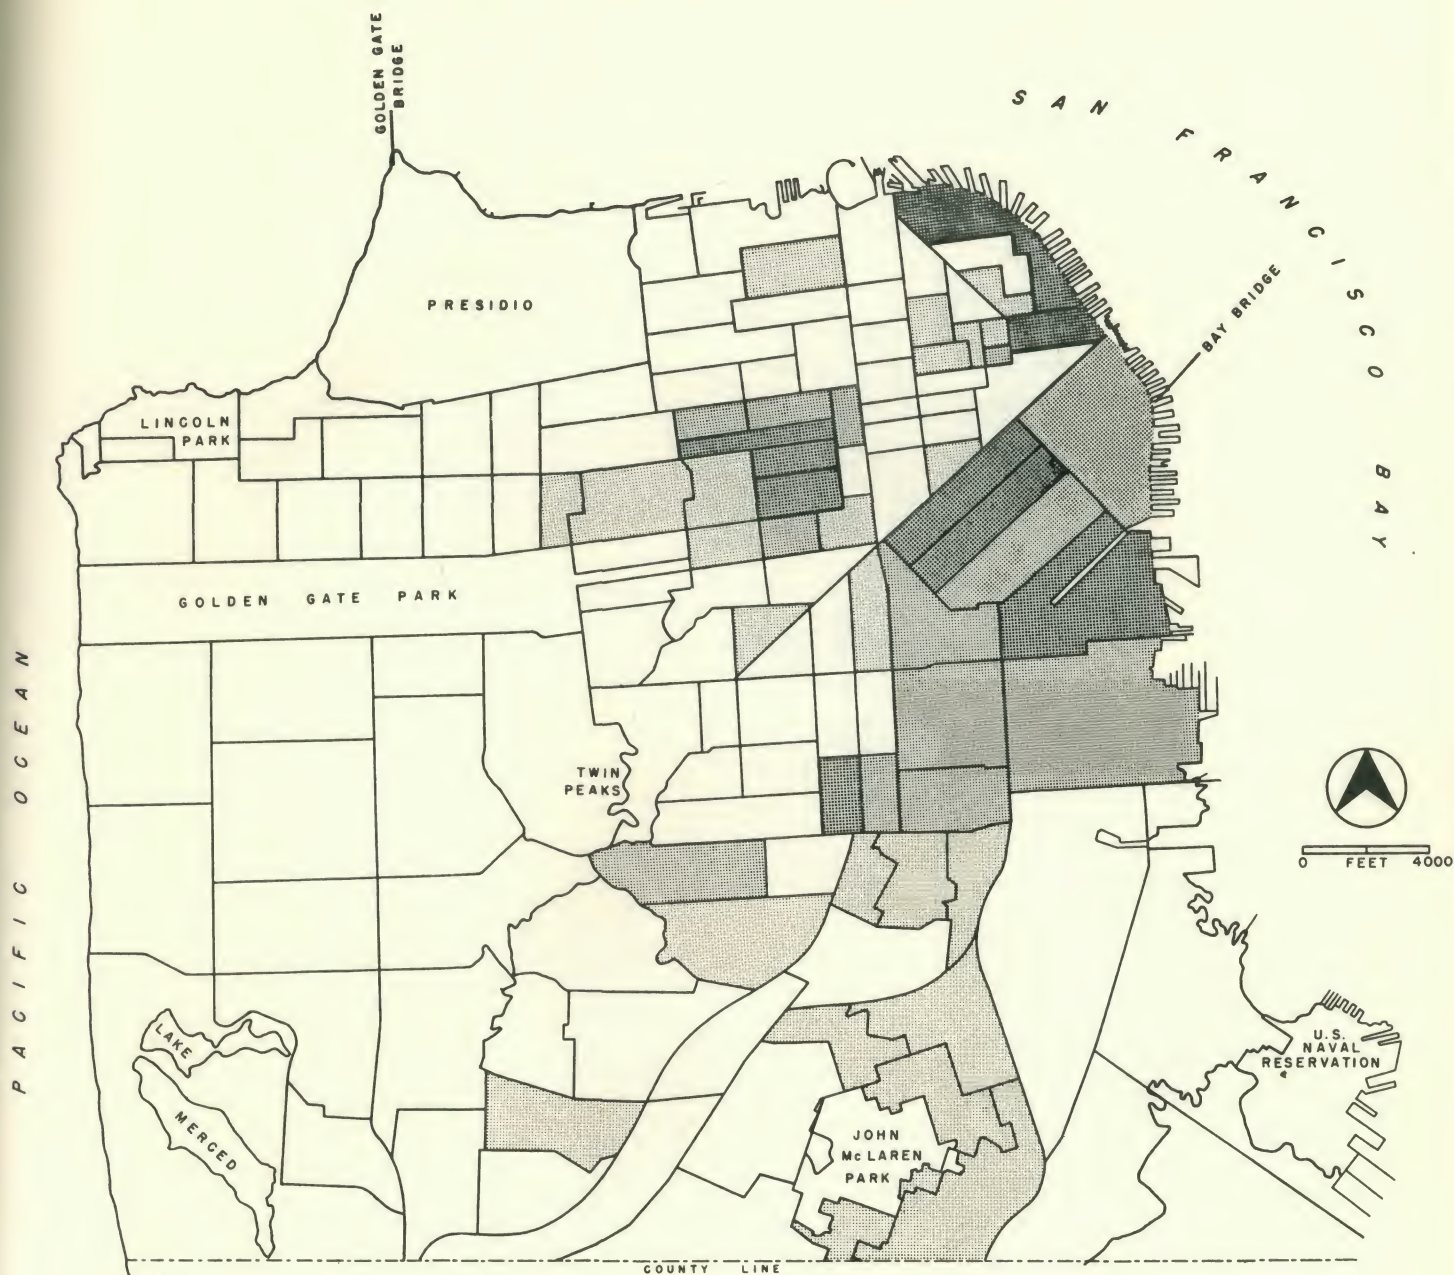 GOLDEN GATE
BRIDGE
SAN FRANCISCO BAY
BAY BRIDGE
PRESIDIO
LINCOLN
PARK
GOLDEN GATE PARK
PACIFIC OCEAN
TWIN
PEAKS
0 FEET 4000
LAKE
MERCED
U.S.
NAVAL
RESERVATION
JOHN
McLAREN
PARK
COUNTY LINE